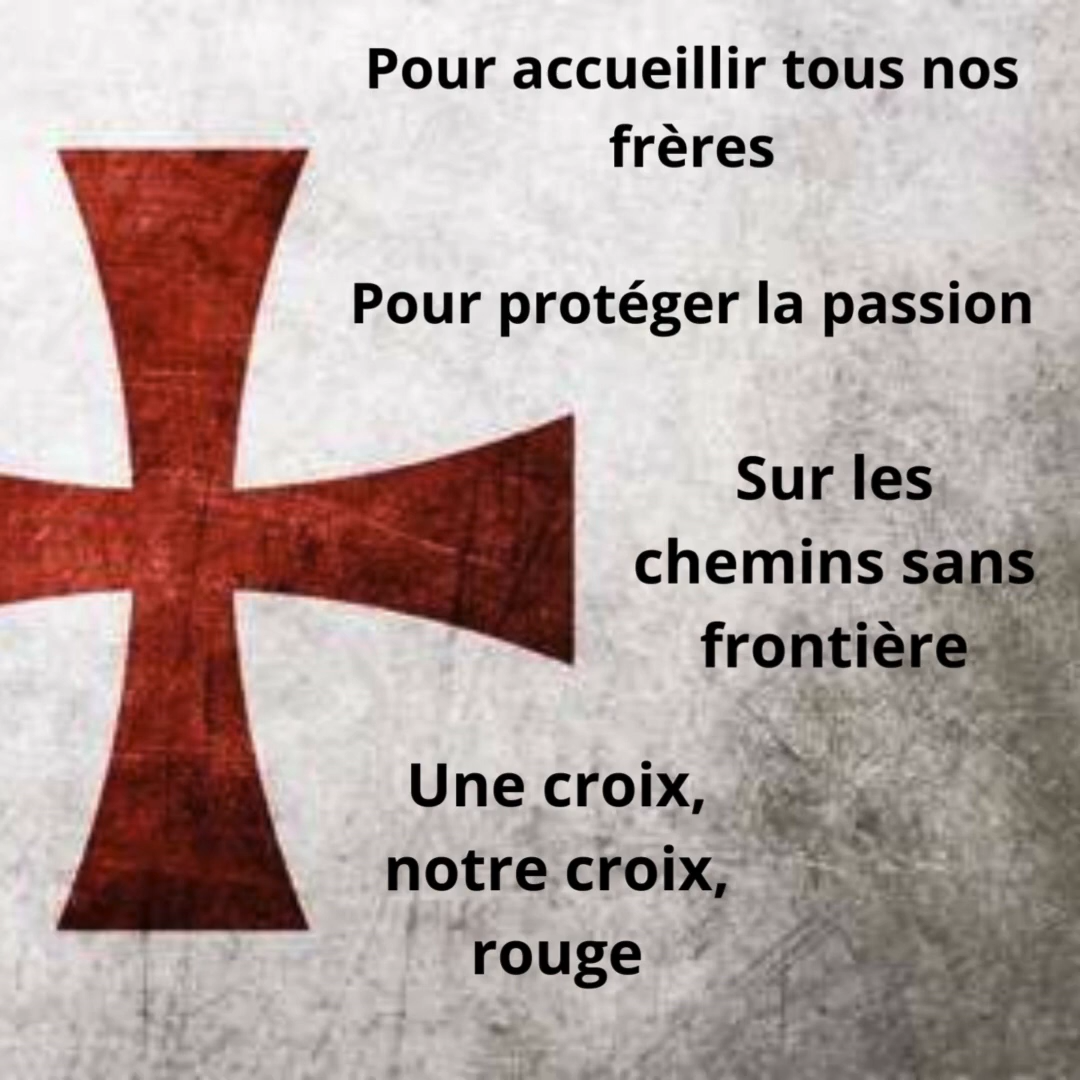 Pour accueillir tous nos
frères
Pour protéger la passion
Sur les
chemins sans
frontière
Une croix,
notre croix,
rouge